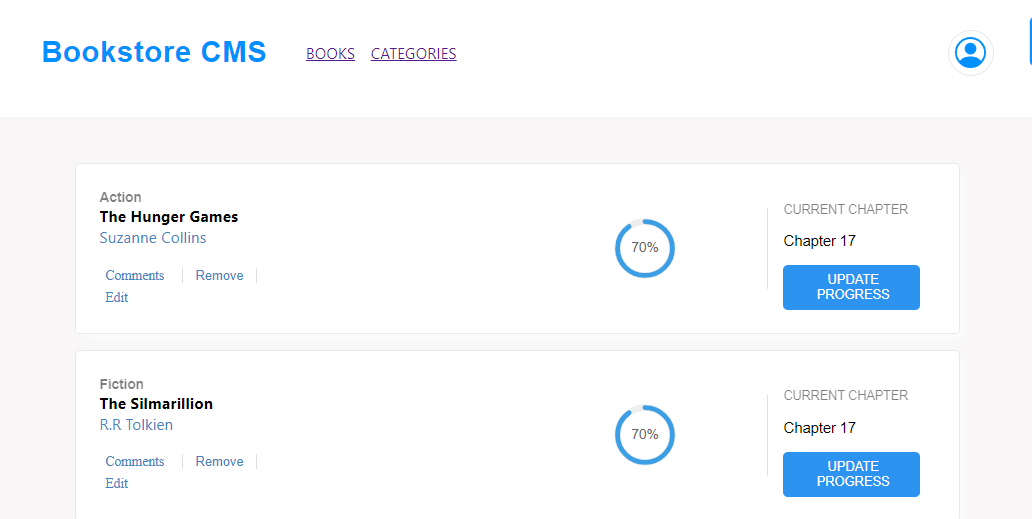 Bookstore CMS BOOKS CATEGORIES
Action
The Hunger Games
Suzanne Collins
Comments Remove
Edit
70%
CURRENT CHAPTER
Chapter 17
UPDATE
PROGRESS
Fiction
The Silmarillion
R.R Tolkien
Comments Remove
Edit
70%
CURRENT CHAPTER
Chapter 17
UPDATE
PROGRESS